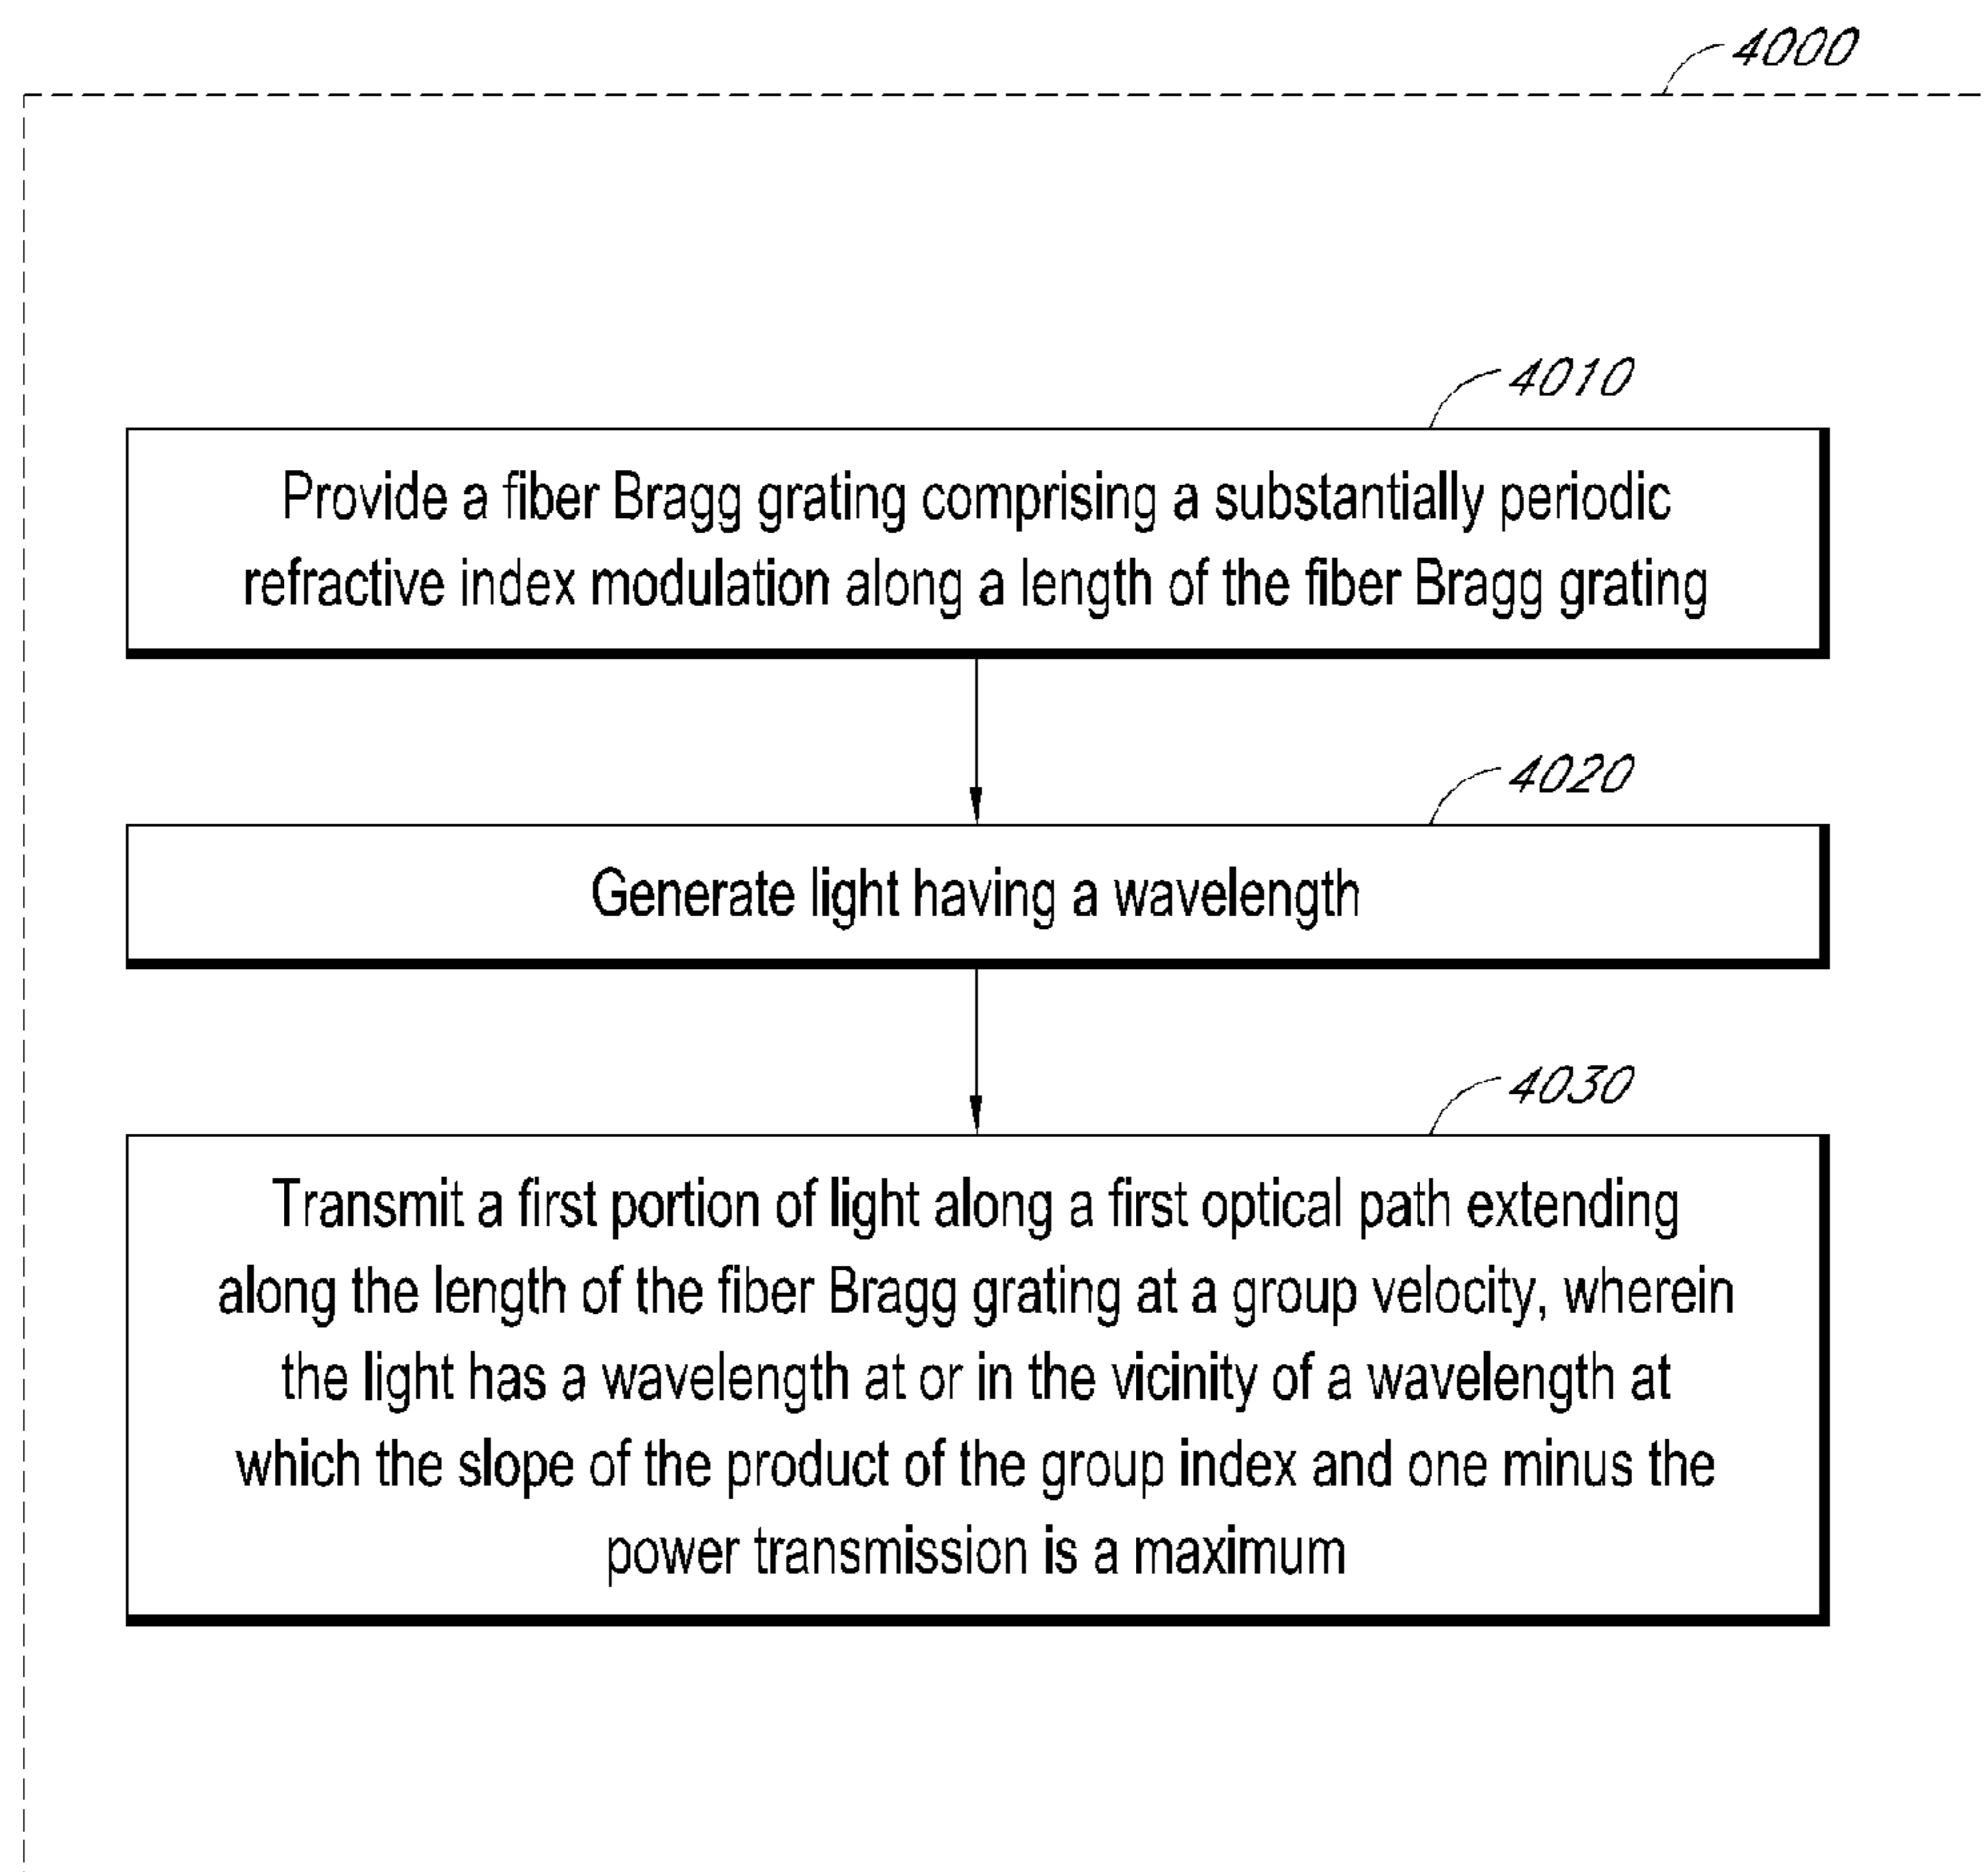 4000
4010
Provide a fiber Bragg grating comprising a substantially periodic
refractive index modulation along a length of the fiber Bragg grating
4020
Generate light having a wavelength
4030
Transmit a first portion of light along a first optical path extending
along the length of the fiber Bragg grating at a group velocity, wherein
the light has a wavelength at or in the vicinity of a wavelength at
which the slope of the product of the group index and one minus the
power transmission is a maximum